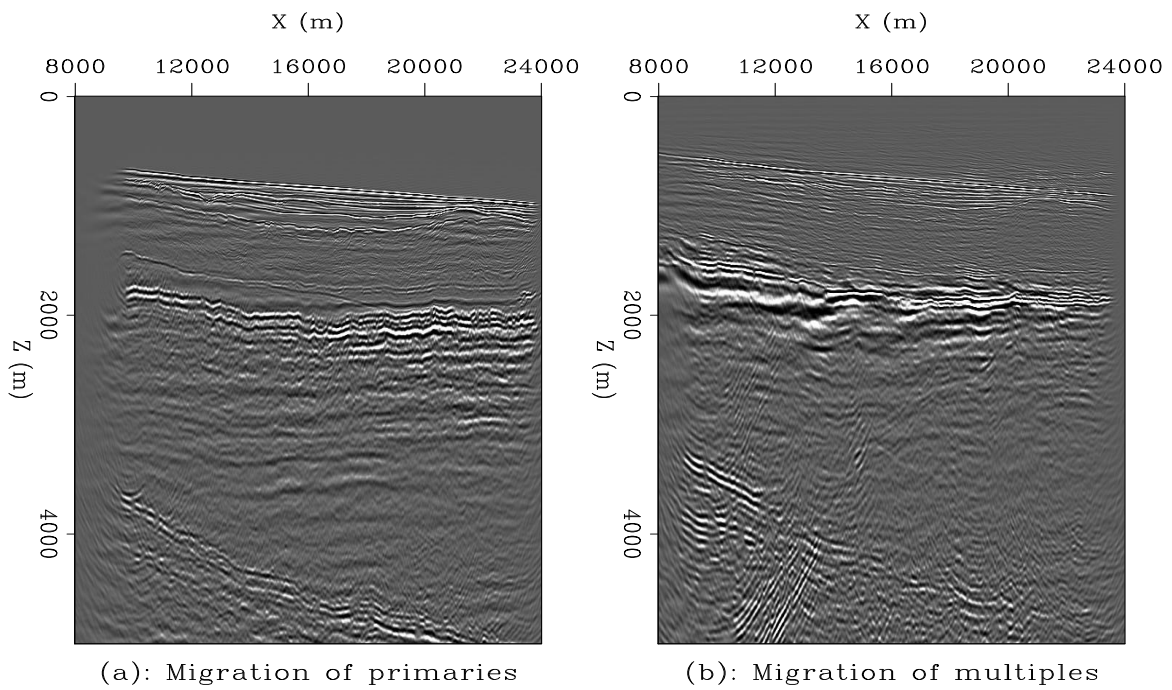 X (m)
8000 12000 16000 20000 24000
0
2000
4000
Z (m)
(a): Migration of primaries
X (m)
8000 12000 16000 20000 24000
0
2000
4000
Z (m)
(b): Migration of multiples